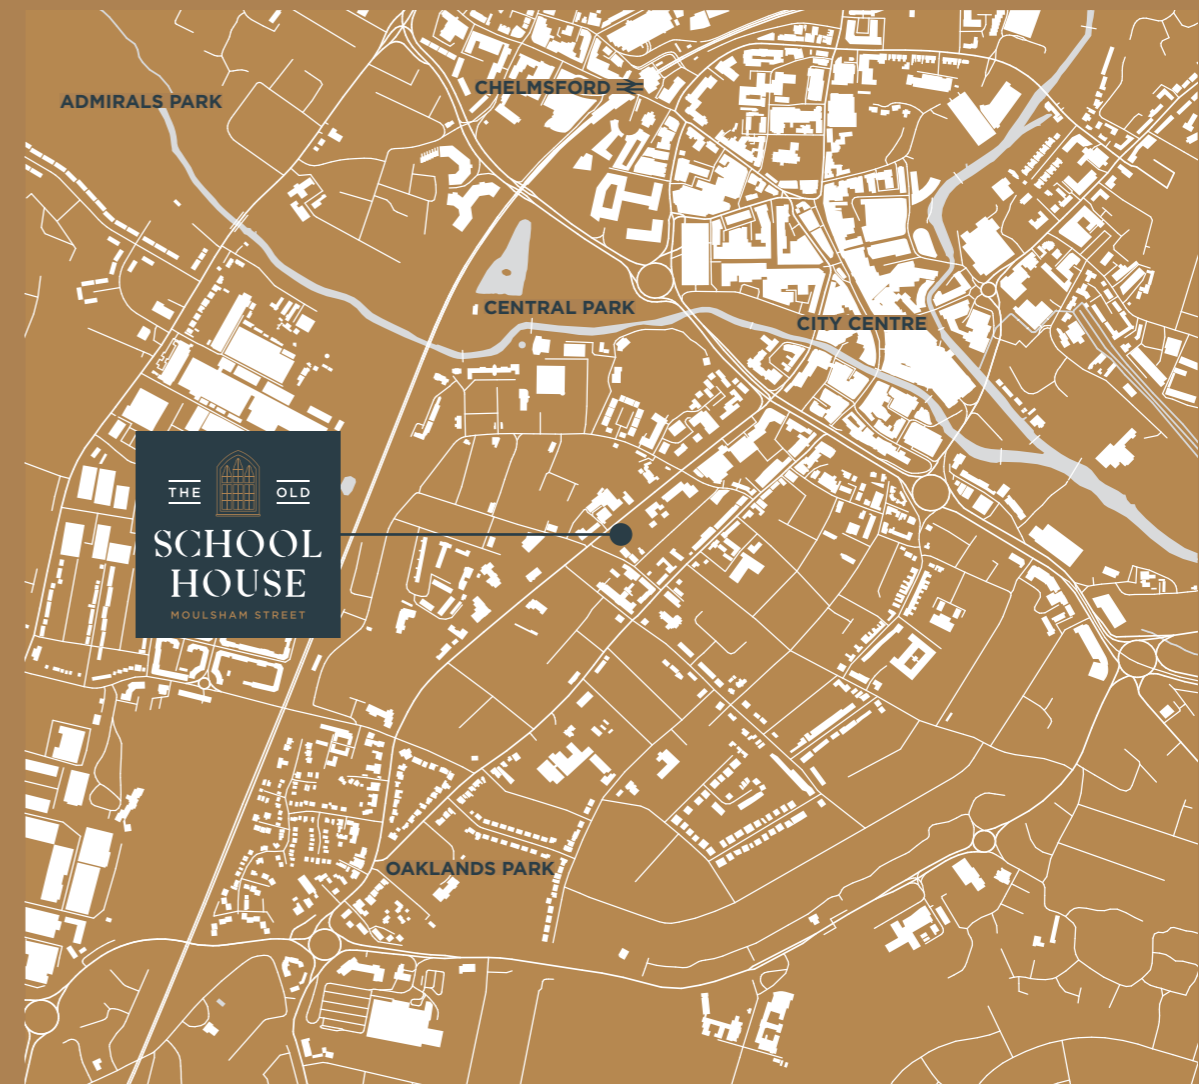 CHELMSFORD
ADMIRALS PARK
CENTRAL PARK
CITY CENTRE
THE OLD
SCHOOL
HOUSE
MOULSHAM STREET
OAKLANDS PARK